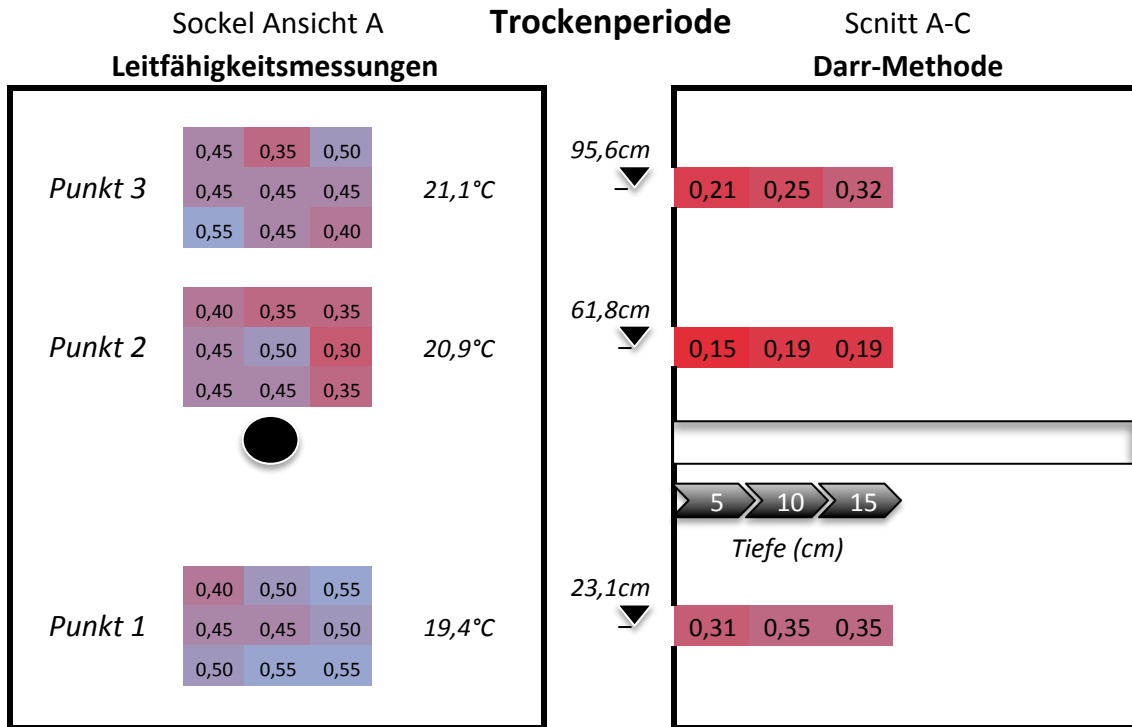 Sockel Ansicht A Trockenperiode Scnitt A-C
Leitfähigkeitsmessungen Darr-Methode
0,45 0,35 0,50
Punkt 3 0,45 0,45 0,45 21,1°C
0,55 0,45 0,40
95,6cm
0,21 0,25 0,32
0,40 0,35 0,35
Punkt 2 0,45 0,50 0,30 20,9°C
0,45 0,45 0,35
61,8cm
0,15 0,19 0,19
5 10 15
Tiefe (cm)
0,40 0,50 0,55
Punkt 1 0,45 0,45 0,50 19,4°C
0,50 0,55 0,55
23,1cm
0,31 0,35 0,35